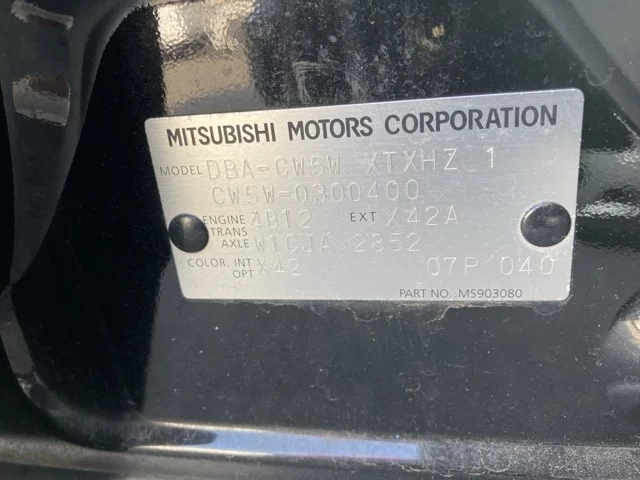 MITSUBISHI MOTORS CORPORATION
MODEL DBA-CW5W XTXHZ 1
CW5W-0300400
ENGINE 4B12 EXT X42A
TRANS
AXLE W1CJA 2352
COLOR. INT X42
OPT 07P 040
PART NO. MS903080